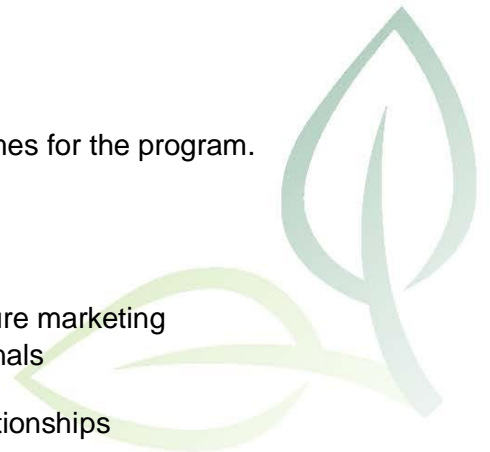 nes for the program.
ure marketing
nals
tionships